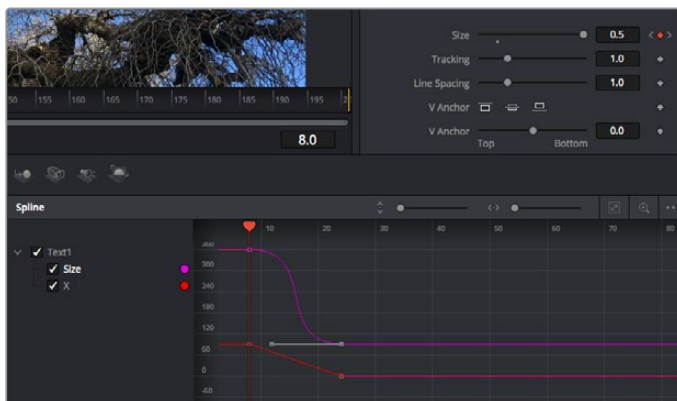 Size 0.5
Tracking 1.0
Line Spacing 1.0
V Anchor
V Anchor 0.0
Top Bottom
155 160 165 170 175 180 185 190 195
8.0
Spline
10 20 30 40 50 60 70 80
Text1
Size
X
300
240
180
120
60
0
-60